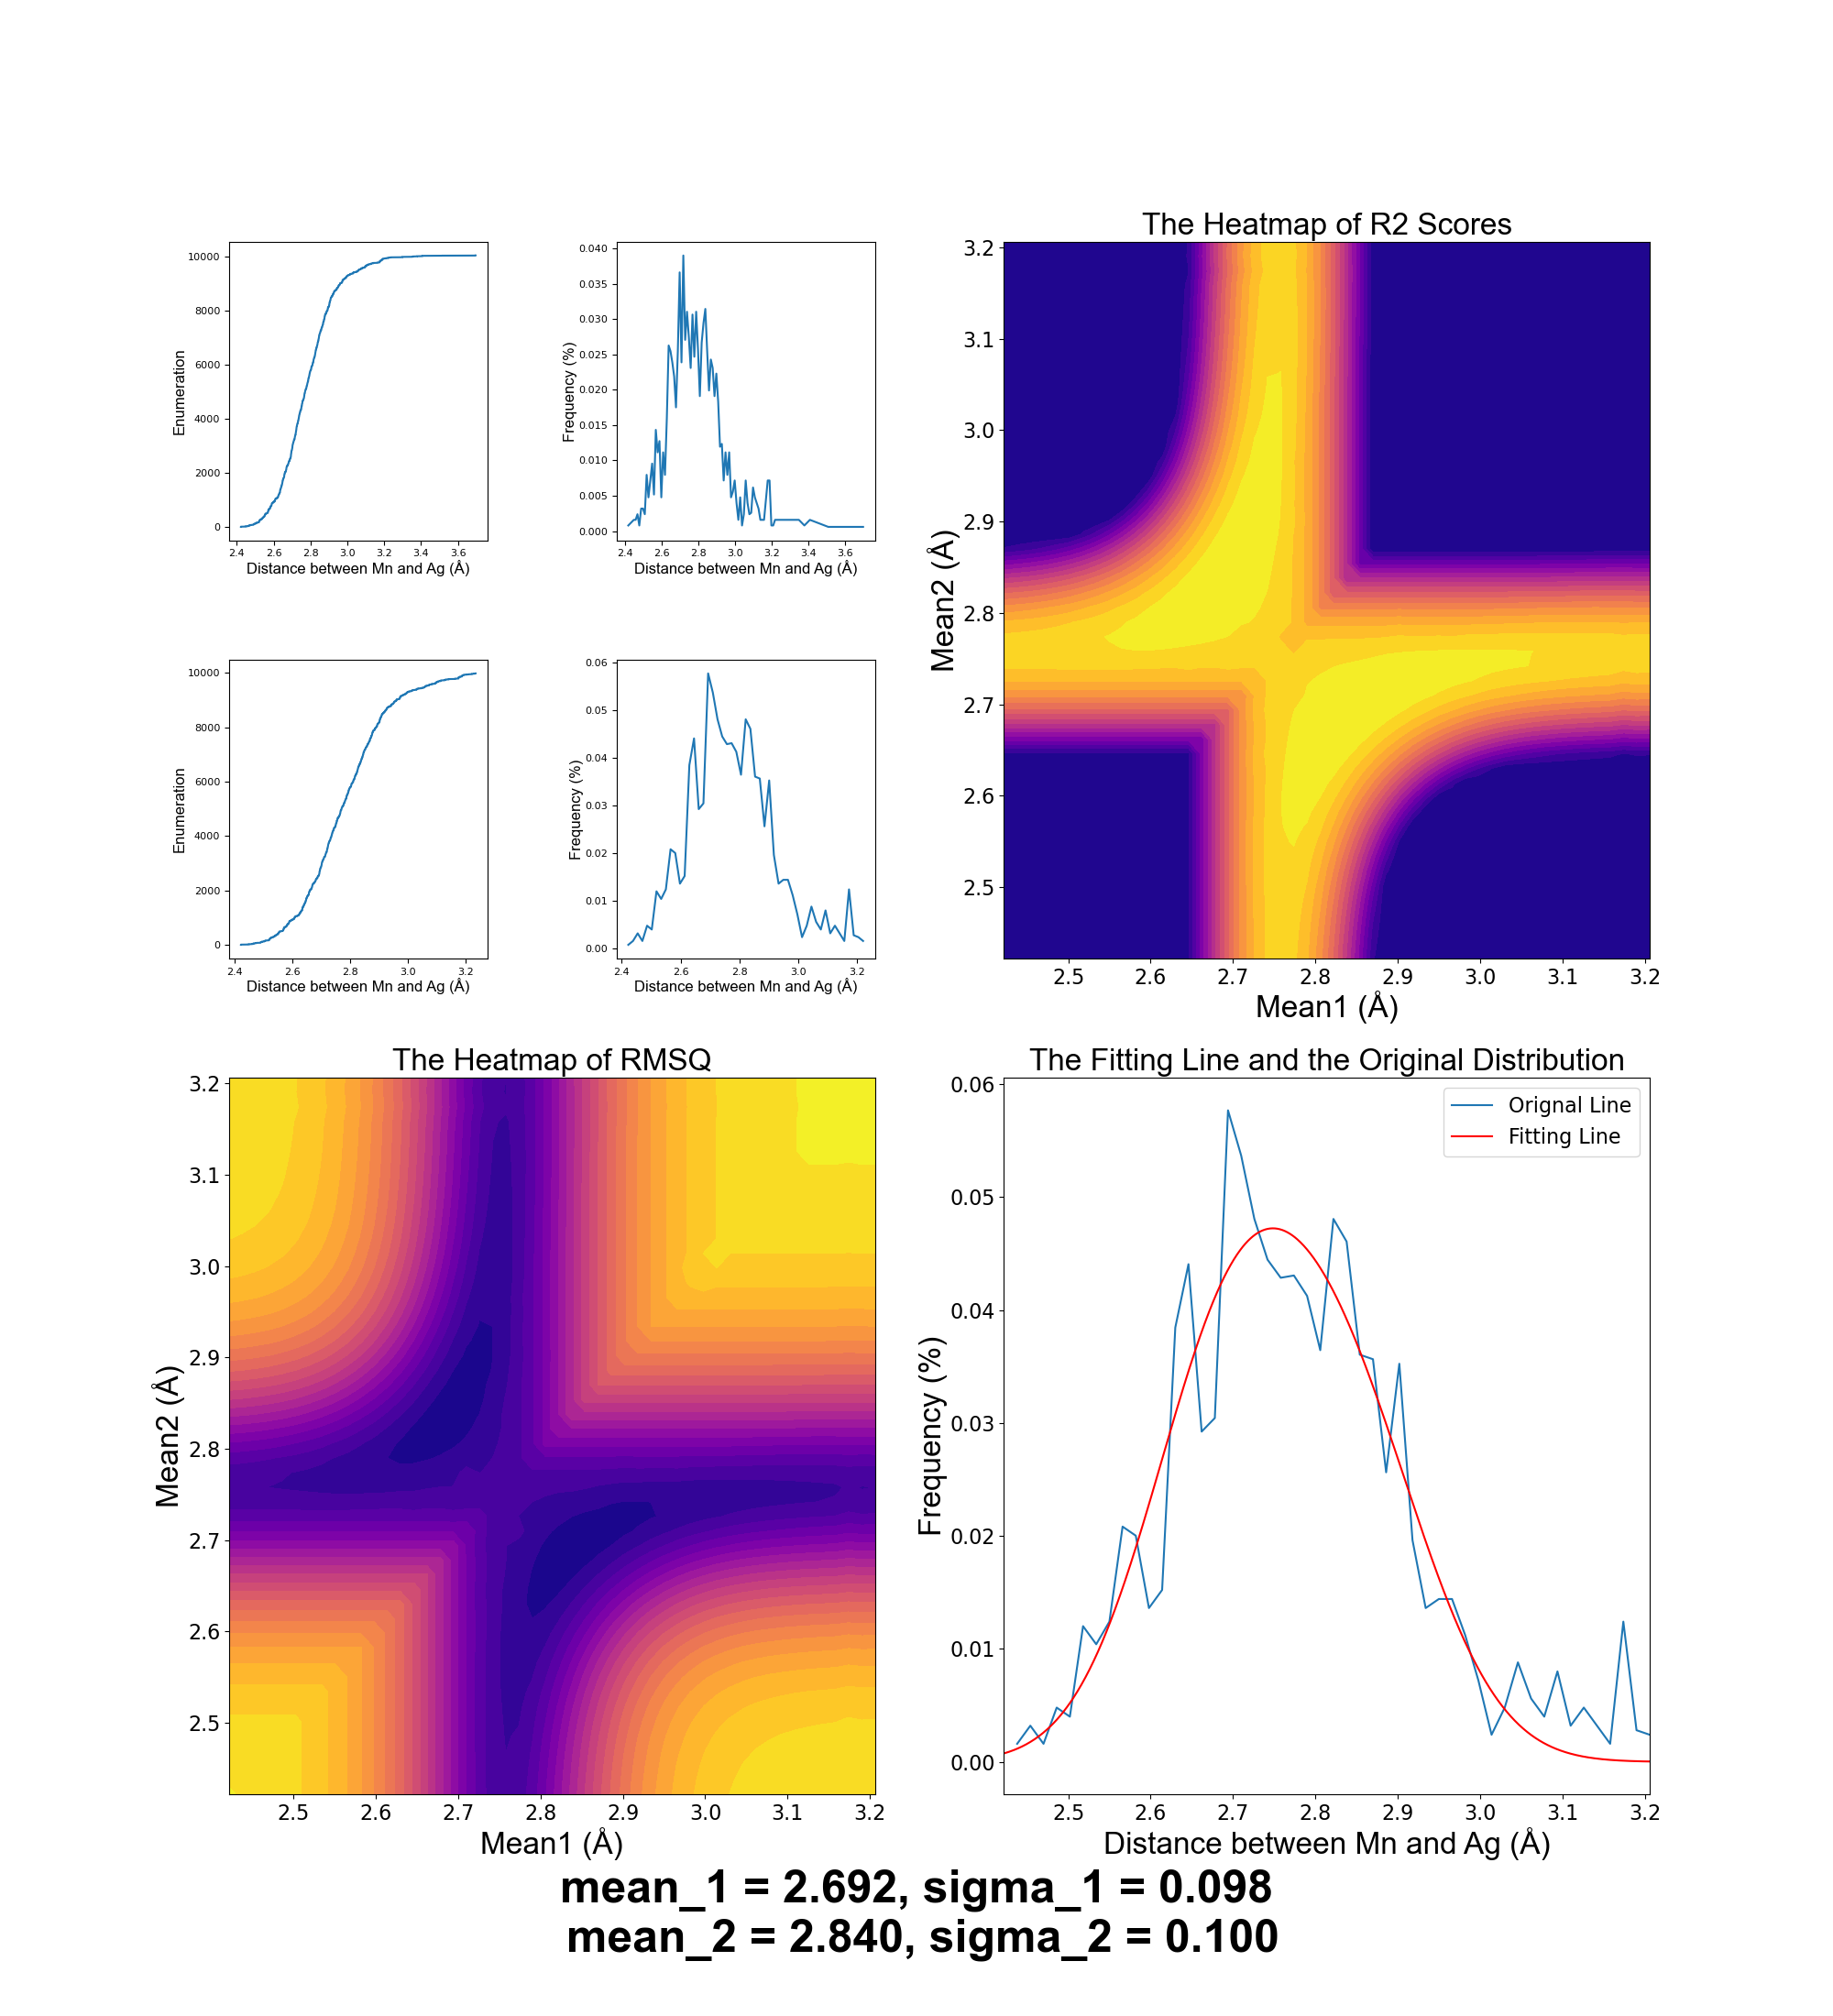 The Heatmap of R2 Scores
10000
8000
6000
4000
2000
0
Enumeration
2.4 2.6 2.8 3.0 3.2 3.4 3.6
Distance between Mn and Ag (Å)
0.040
0.035
0.030
0.025
0.020
0.015
0.010
0.005
0.000
Frequency (%)
2.4 2.6 2.8 3.0 3.2 3.4 3.6
Distance between Mn and Ag (Å)
3.2
3.1
3.0
2.9
2.8
2.7
2.6
2.5
Mean2 (Å)
2.5 2.6 2.7 2.8 2.9 3.0 3.1 3.2
Mean1 (Å)
10000
8000
6000
4000
2000
0
Enumeration
2.4 2.6 2.8 3.0 3.2
Distance between Mn and Ag (Å)
0.06
0.05
0.04
0.03
0.02
0.01
0.00
Frequency (%)
2.4 2.6 2.8 3.0 3.2
Distance between Mn and Ag (Å)
The Heatmap of RMSQ
3.2
3.1
3.0
2.9
2.8
2.7
2.6
2.5
Mean2 (Å)
2.5 2.6 2.7 2.8 2.9 3.0 3.1 3.2
Mean1 (Å)
The Fitting Line and the Original Distribution
Orignal Line
Fitting Line
0.06
0.05
0.04
0.03
0.02
0.01
0.00
Frequency (%)
2.5 2.6 2.7 2.8 2.9 3.0 3.1 3.2
Distance between Mn and Ag (Å)
mean_1 = 2.692, sigma_1 = 0.098
mean_2 = 2.840, sigma_2 = 0.100